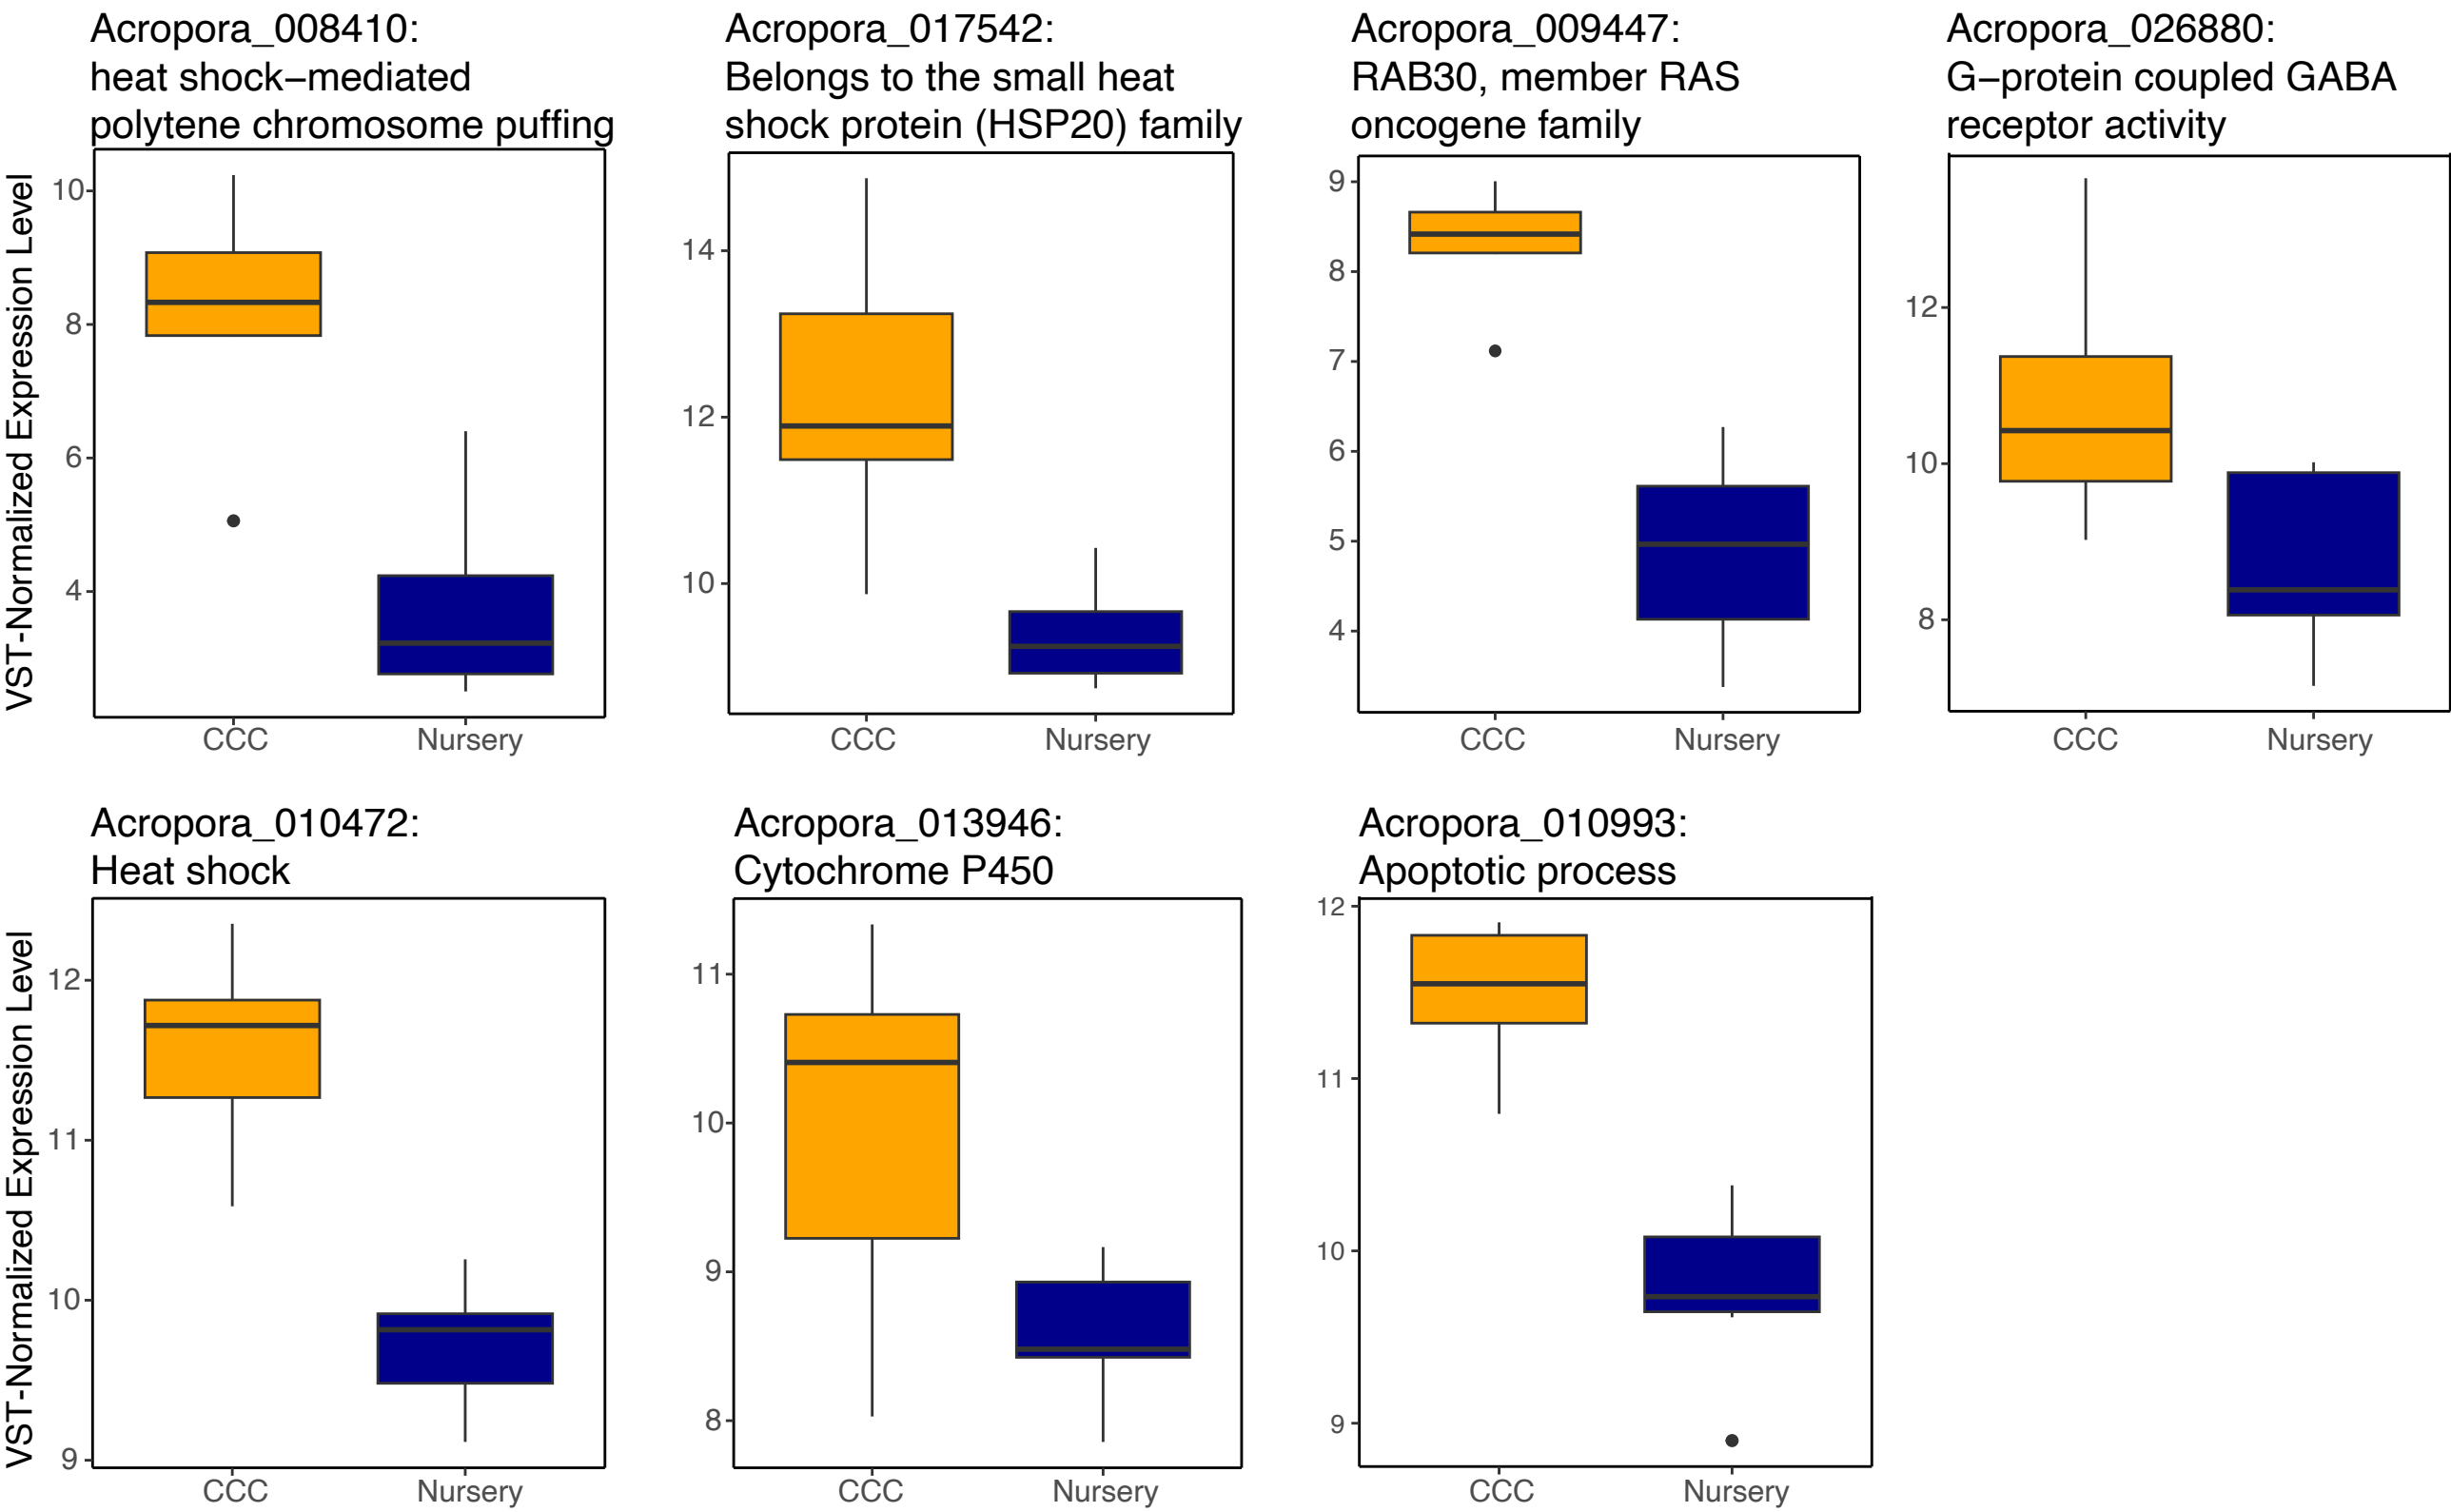 Acropora_008410:
heat shock−mediated
polytene chromosome puffing
Acropora_017542:
Belongs to the small heat
shock protein (HSP20) family
Acropora_009447:
RAB30, member RAS
oncogene family
Acropora_026880:
G−protein coupled GABA
receptor activity
VST-Normalized Expression Level
10
8
6
4
CCC
Nursery
14
12
10
CCC
Nursery
9
8
7
6
5
4
CCC
Nursery
12
10
8
CCC
Nursery
Acropora_010472:
Heat shock
Acropora_013946:
Cytochrome P450
Acropora_010993:
Apoptotic process
VST-Normalized Expression Level
12
11
10
9
CCC
Nursery
11
10
9
8
CCC
Nursery
12
11
10
9
CCC
Nursery